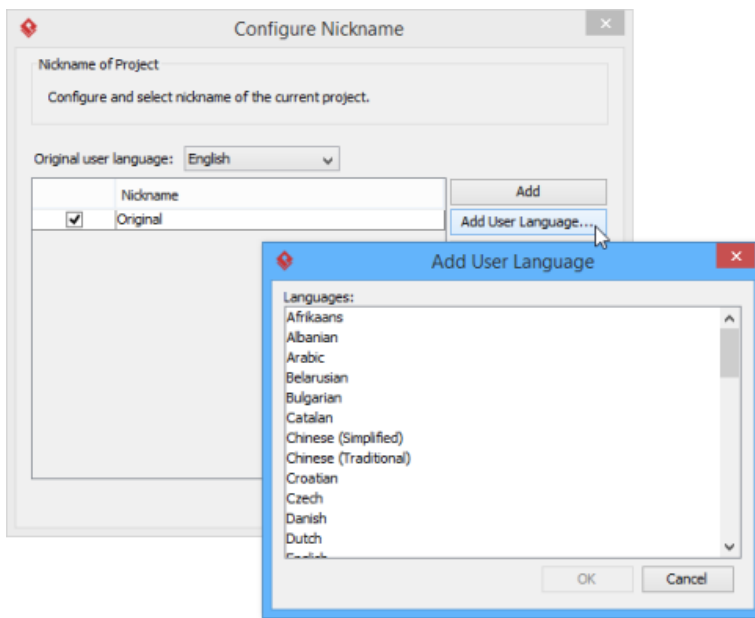 Configure Nickname
Nickname of Project
Configure and select nickname of the current project.
Original user language: English
Nickname
Add
Original
Add User Language...
Add User Language
Languages:
Afrikaans
Albanian
Arabic
Belarusian
Bulgarian
Catalan
Chinese (Simplified)
Chinese (Traditional)
Croatian
Czech
Danish
Dutch
English
OK
Cancel